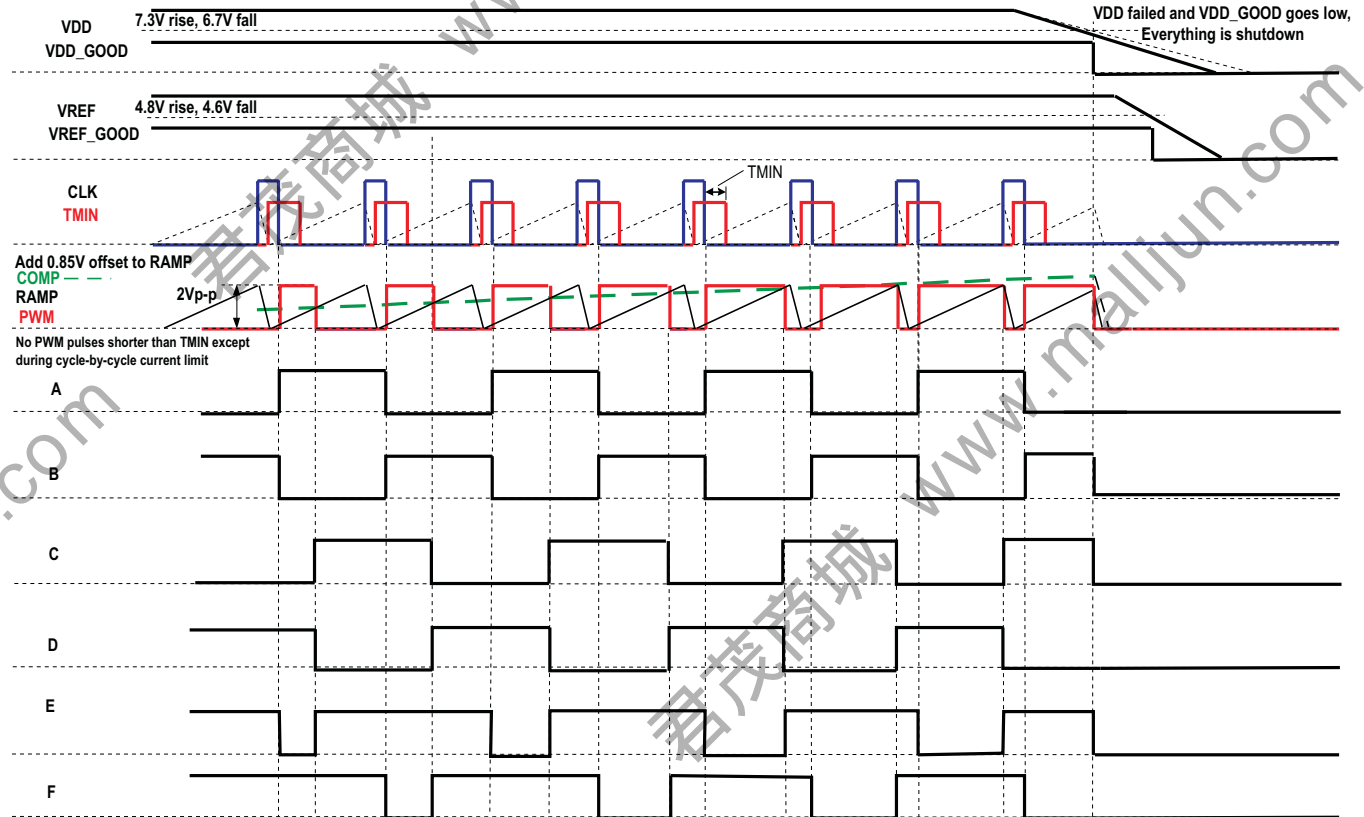 VDD
7.3V rise, 6.7V fall
VDD failed and VDD_GOOD goes low,
Everything is shutdown
VDD_GOOD
VREF
4.8V rise, 4.6V fall
VREF_GOOD
CLK
TMIN
TMIN
Add 0.85V offset to RAMP
COMP
RAMP
2Vp-p
PWM
No PWM pulses shorter than TMIN except
during cycle-by-cycle current limit
A
B
C
D
E
F
君茂商城 www
君茂商城 www.malljun.com
.com